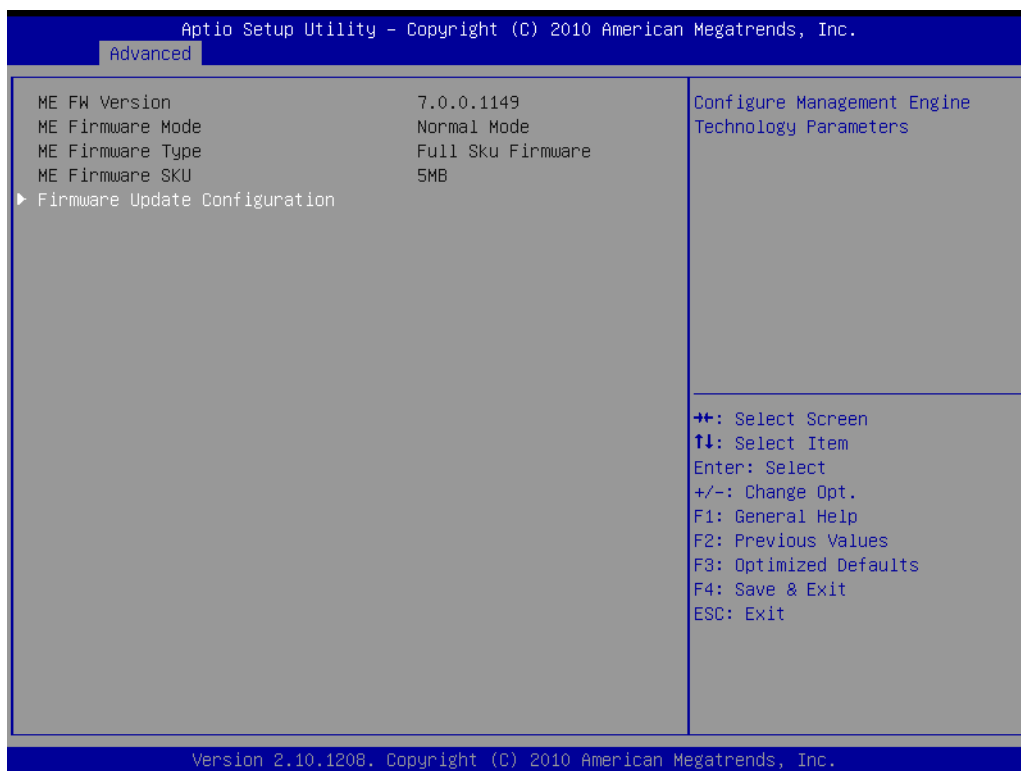 Aptio Setup Utility – Copyright (C) 2010 American Megatrends, Inc.
Advanced
ME FW Version 7.0.0.1149
ME Firmware Mode Normal Mode
ME Firmware Type Full Sku Firmware
ME Firmware SKU 5MB
▶ Firmware Update Configuration
Configure Management Engine
Technology Parameters
→←: Select Screen
↑↓: Select Item
Enter: Select
+/-: Change Opt.
F1: General Help
F2: Previous Values
F3: Optimized Defaults
F4: Save & Exit
ESC: Exit
Version 2.10.1208. Copyright (C) 2010 American Megatrends, Inc.